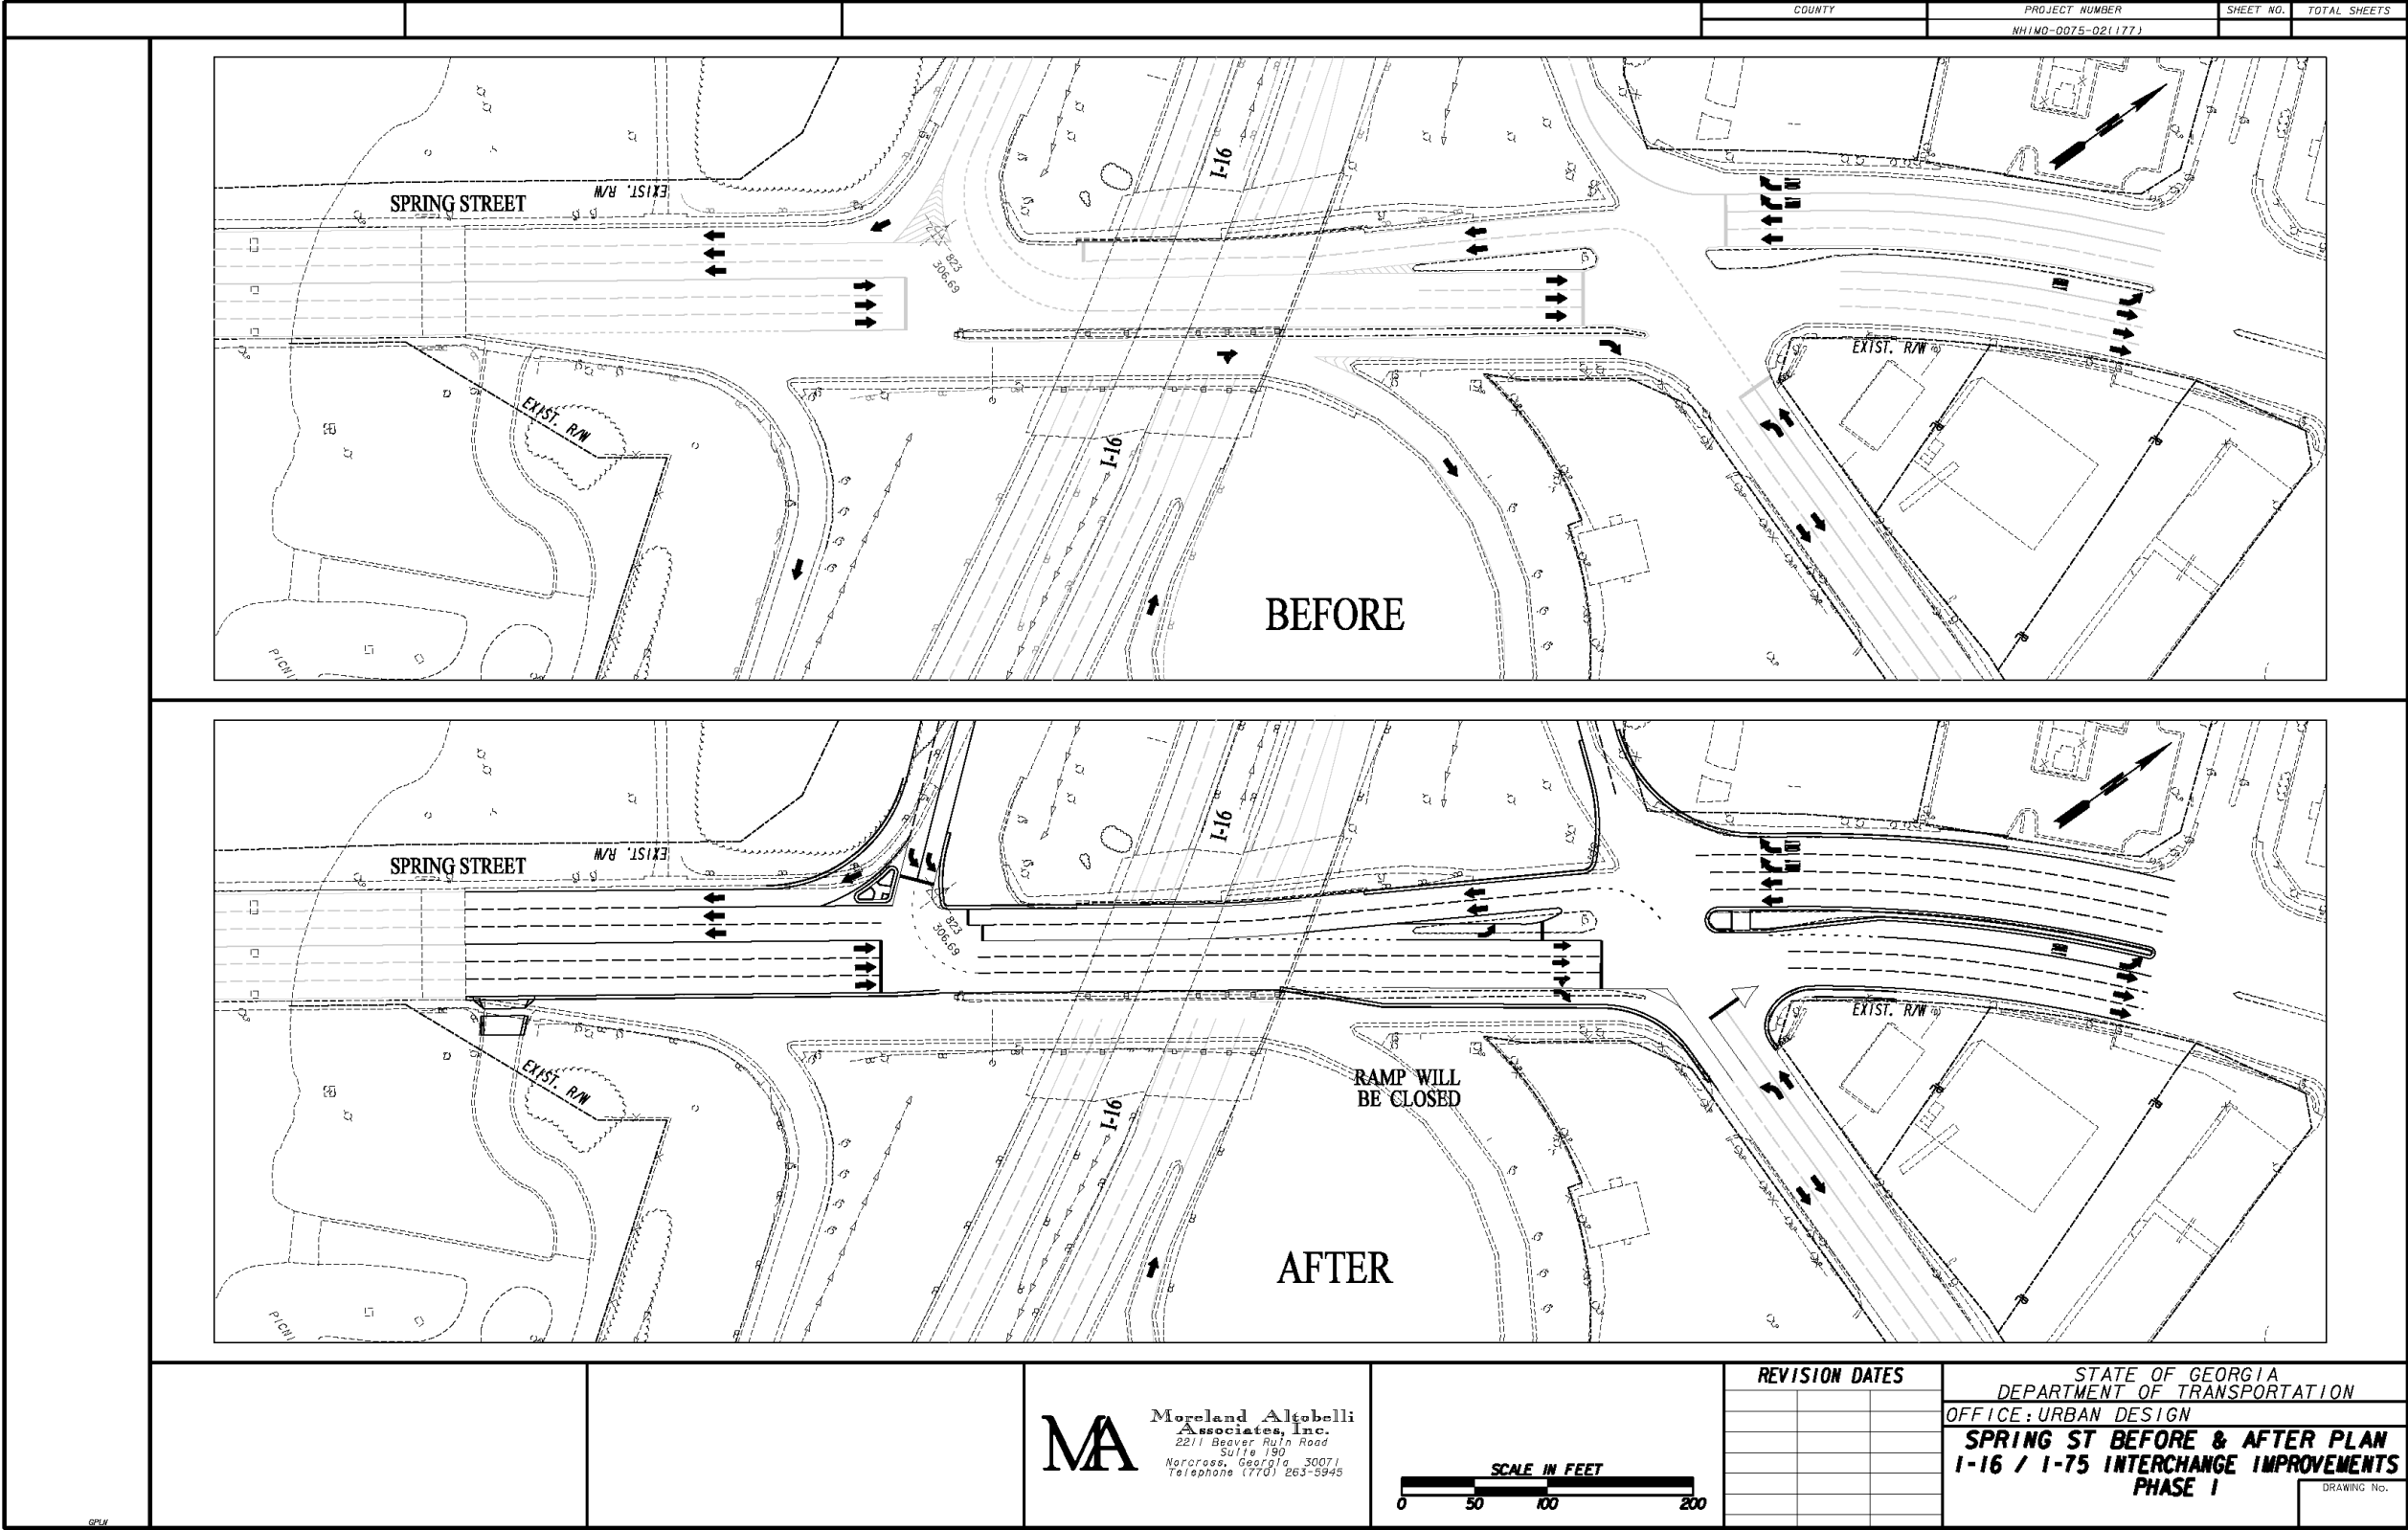 COUNTY
PROJECT NUMBER
SHEET NO.
TOTAL SHEETS
NHIMO-0075-02(177)
I-16
SPRING STREET
EXIST. R/W
823
306.69
EXIST. R/W
EXIST. R/W
I-16
BEFORE
PICNI
I-16
SPRING STREET
EXIST. R/W
823
306.69
EXIST. R/W
EXIST. R/W
RAMP WILL
BE CLOSED
I-16
AFTER
PICNI
MA
Moreland Altobelli
Associates, Inc.
2211 Beaver Ruin Road
Suite 190
Norcross, Georgia 30071
Telephone (770) 263-5945
SCALE IN FEET
0 50 100 200
REVISION DATES
STATE OF GEORGIA
DEPARTMENT OF TRANSPORTATION
OFFICE: URBAN DESIGN
SPRING ST BEFORE & AFTER PLAN
I-16 / I-75 INTERCHANGE IMPROVEMENTS
PHASE I
DRAWING No.
GPLN